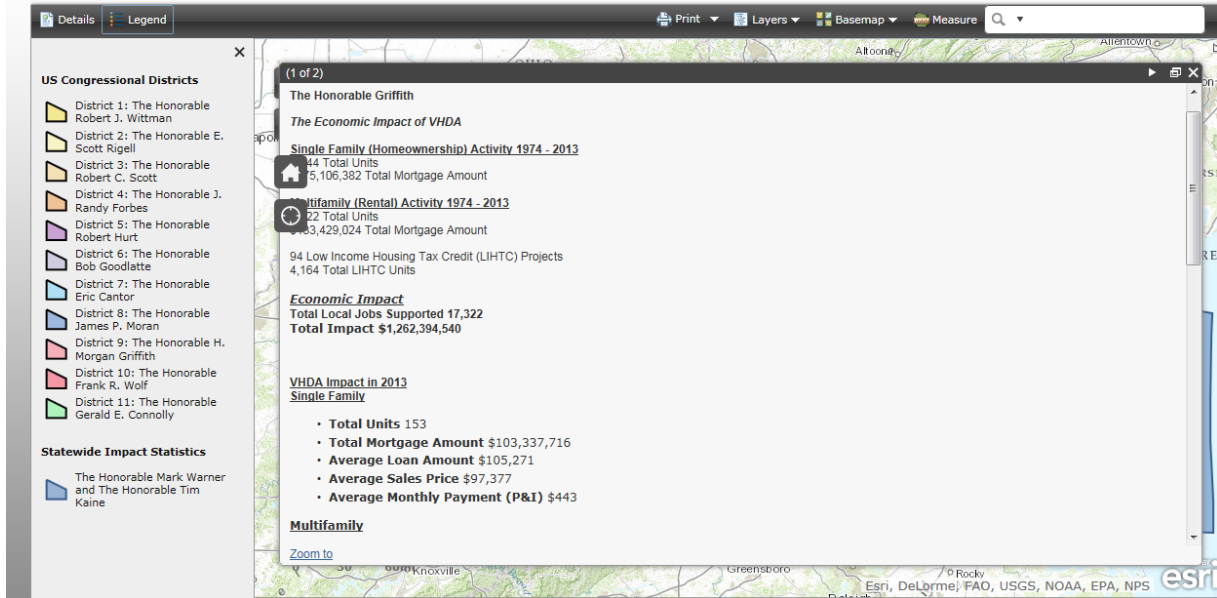 Details
Legend
Print
Layers
Basemap
Measure
US Congressional Districts
District 1: The Honorable
Robert J. Wittman
District 2: The Honorable E.
Scott Rigell
District 3: The Honorable
Robert C. Scott
District 4: The Honorable J.
Randy Forbes
District 5: The Honorable
Robert Hurt
District 6: The Honorable
Bob Goodlatte
District 7: The Honorable
Eric Cantor
District 8: The Honorable
James P. Moran
District 9: The Honorable H.
Morgan Griffith
District 10: The Honorable
Frank R. Wolf
District 11: The Honorable
Gerald E. Connolly
Statewide Impact Statistics
The Honorable Mark Warner
and The Honorable Tim
Kaine
Altoona
Allentown
(1 of 2)
The Honorable Griffith
The Economic Impact of VHDA
Single Family (Homeownership) Activity 1974 - 2013
44 Total Units
75,106,382 Total Mortgage Amount
(Rental) Activity 1974 - 2013
22 Total Units
33,429,024 Total Mortgage Amount
94 Low Income Housing Tax Credit (LIHTC) Projects
4,164 Total LIHTC Units
Economic Impact
Total Local Jobs Supported 17,322
Total Impact $1,262,394,540
VHDA Impact in 2013
Single Family
• Total Units 153
• Total Mortgage Amount $103,337,716
• Average Loan Amount $105,271
• Average Sales Price $97,377
• Average Monthly Payment (P&I) $443
Multifamily
Zoom to
Knoxville
Greensboro
Rocky
Esri, DeLorme, FAO, USGS, NOAA, EPA, NPS
esri